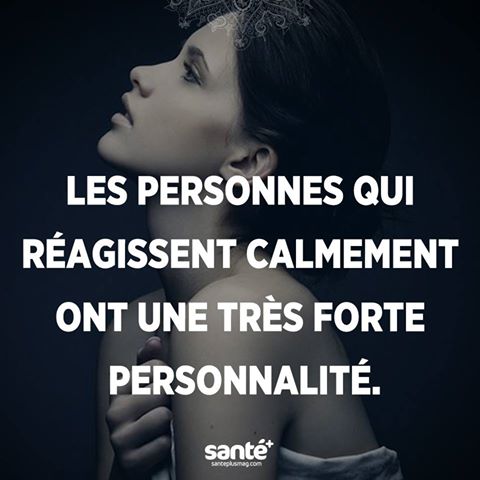 LES PERSONNES QUI
RÉAGISSENT CALMEMENT
ONT UNE TRÈS FORTE
PERSONNALITÉ.
santé+
santeplusmag.com